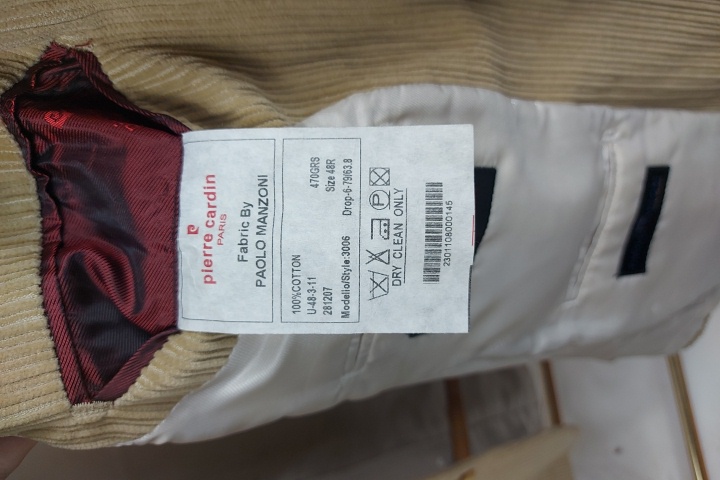 pierre cardin
PARIS
Fabric By
PAOLO MANZONI
470GRS
Size 48R
100%COTTON
U-48-3-11
281207
Drop-6-79/63.8
Modelio/Style:3006
DRY CLEAN ONLY
2301108000145